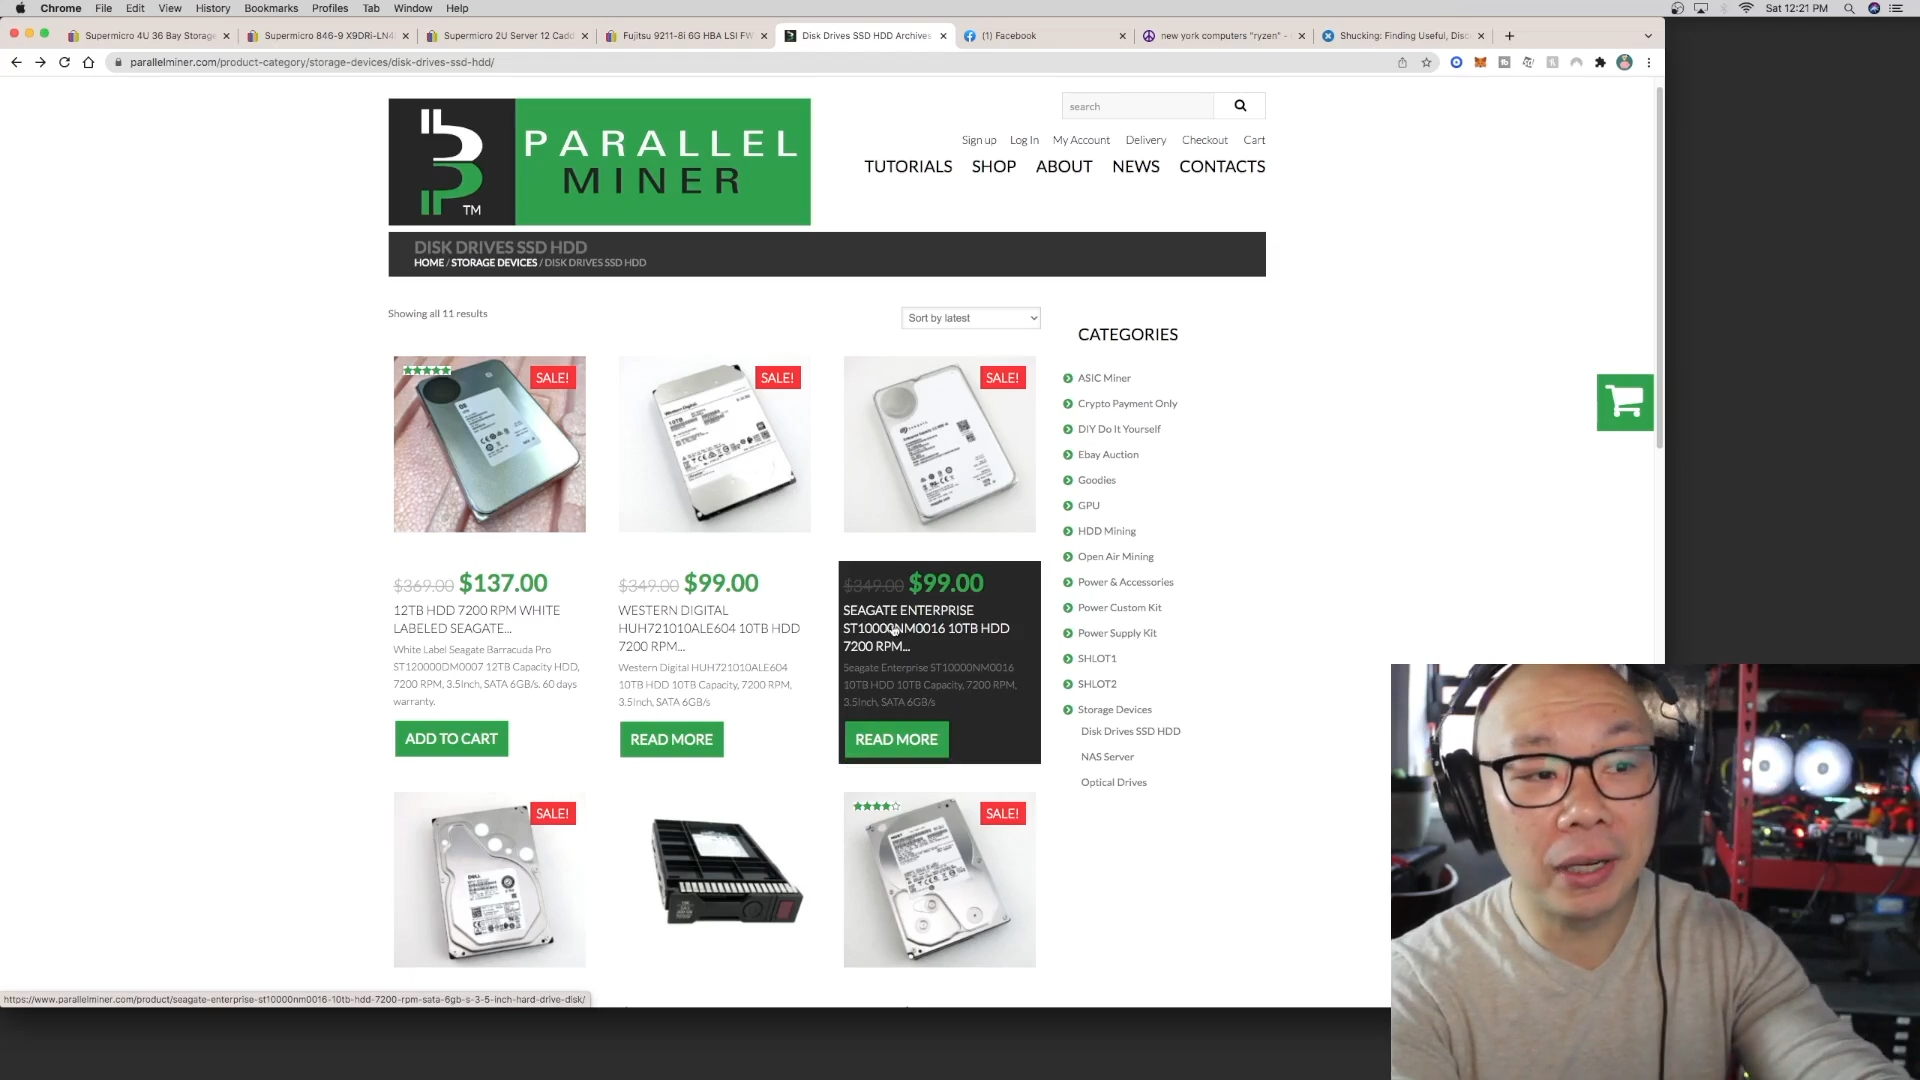 Chrome File Edit View History Bookmarks Profiles Tab Window Help
Sat 12:21 PM
Supermicro 4U 36 Bay Storage
Supermicro 846-9 X9DRi-LN4
Supermicro 2U Server 12 Cadd
Fujitsu 9211-8i 6G HBA LSI FW
Disk Drives SSD HDD Archives
(1) Facebook
new york computers "ryzen" -
Shucking: Finding Useful, Disc
parallelminer.com/product-category/storage-devices/disk-drives-ssd-hdd/
PARALLEL
MINER
TM
search
Sign up Log In My Account Delivery Checkout Cart
TUTORIALS SHOP ABOUT NEWS CONTACTS
DISK DRIVES SSD HDD
HOME / STORAGE DEVICES / DISK DRIVES SSD HDD
Showing all 11 results
Sort by latest
SALE!
SALE!
SALE!
$369.00 $137.00
12TB HDD 7200 RPM WHITE
LABELED SEAGATE...
White Label Seagate Barracuda Pro
ST120000DM0007 12TB Capacity HDD,
7200 RPM, 3.5Inch, SATA 6GB/s. 60 days
warranty.
ADD TO CART
$349.00 $99.00
WESTERN DIGITAL
HUH721010ALE604 10TB HDD
7200 RPM...
Western Digital HUH721010ALE604
10TB HDD 10TB Capacity, 7200 RPM,
3.5Inch, SATA 6GB/s
READ MORE
$349.00 $99.00
SEAGATE ENTERPRISE
ST10000NM0016 10TB HDD
7200 RPM...
Seagate Enterprise ST10000NM0016
10TB HDD 10TB Capacity, 7200 RPM,
3.5Inch, SATA 6GB/s
READ MORE
SALE!
DELL
SALE!
CATEGORIES
ASIC Miner
Crypto Payment Only
DIY Do It Yourself
Ebay Auction
Goodies
GPU
HDD Mining
Open Air Mining
Power & Accessories
Power Custom Kit
Power Supply Kit
SHLOT1
SHLOT2
Storage Devices
Disk Drives SSD HDD
NAS Server
Optical Drives
https://www.parallelminer.com/product/seagate-enterprise-st10000nm0016-10tb-hdd-7200-rpm-sata-6gb-s-3-5-inch-hard-drive-disk/